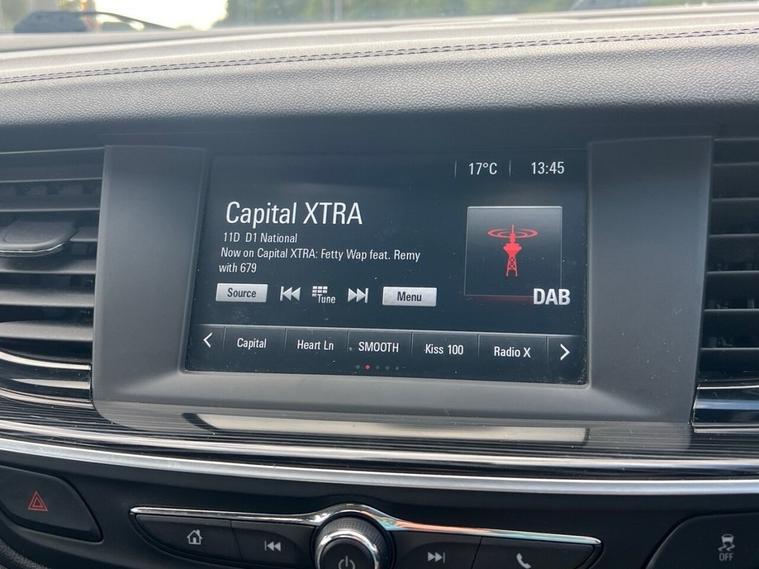 17°C 13:45
Capital XTRA
11D D1 National
Now on Capital XTRA: Fetty Wap feat. Remy
with 679
Source Tune Menu
DAB
Capital Heart Ln SMOOTH Kiss 100 Radio X
OFF